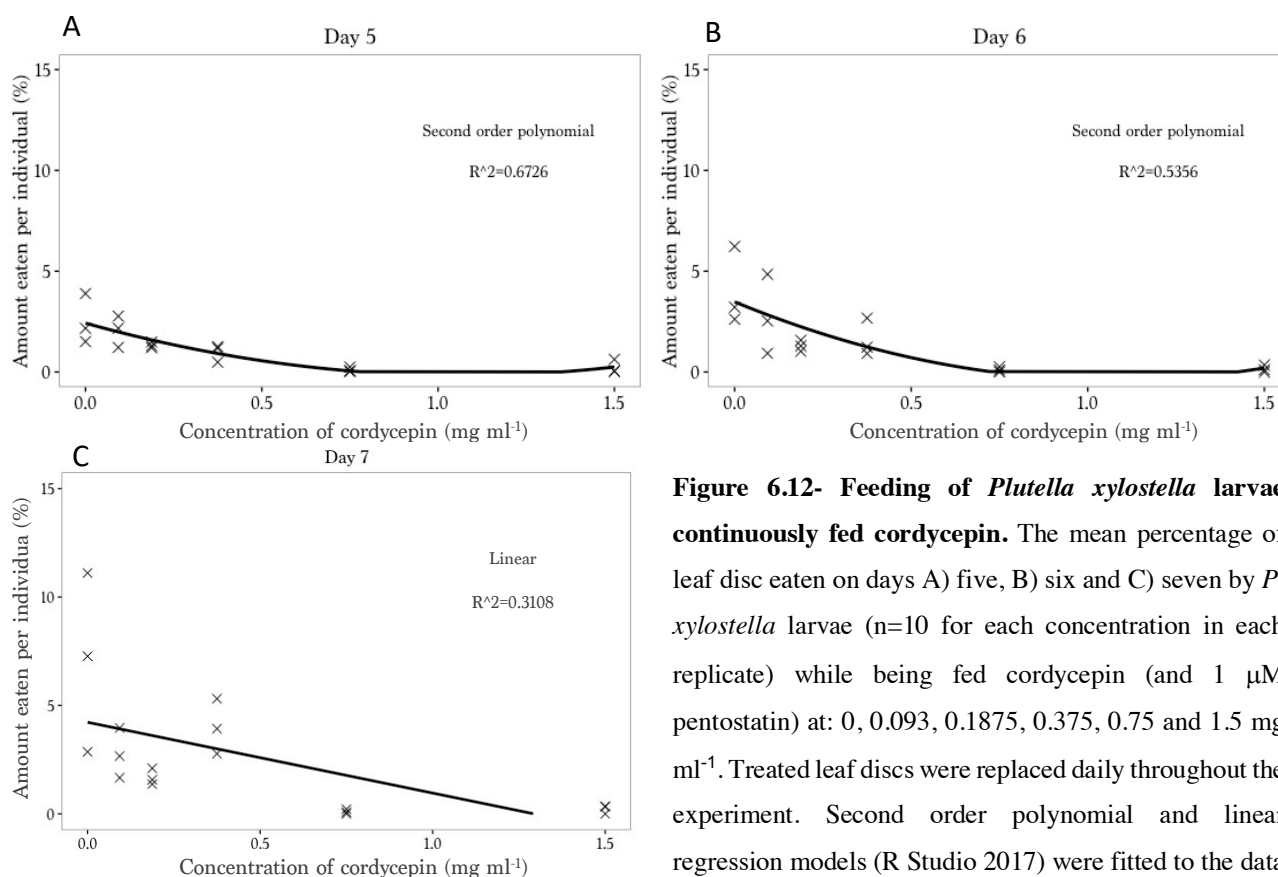 A
Day 5
15
10
5
0
Amount eaten per individual (%)
Second order polynomial
R^2=0.6726
0.0 0.5 1.0 1.5
Concentration of cordycepin (mg ml-1)
B
Day 6
15
10
5
0
Amount eaten per individual (%)
Second order polynomial
R^2=0.5356
0.0 0.5 1.0 1.5
Concentration of cordycepin (mg ml-1)
C
Day 7
15
10
5
0
Amount eaten per individua (%)
Linear
R^2=0.3108
0.0 0.5 1.0 1.5
Concentration of cordycepin (mg ml-1)
Figure 6.12- Feeding of Plutella xylostella larvae
continuously fed cordycepin. The mean percentage of
leaf disc eaten on days A) five, B) six and C) seven by P.
xylostella larvae (n=10 for each concentration in each
replicate) while being fed cordycepin (and 1 μM
pentostatin) at: 0, 0.093, 0.1875, 0.375, 0.75 and 1.5 mg
ml-1. Treated leaf discs were replaced daily throughout the
experiment. Second order polynomial and linear
regression models (R Studio 2017) were fitted to the data